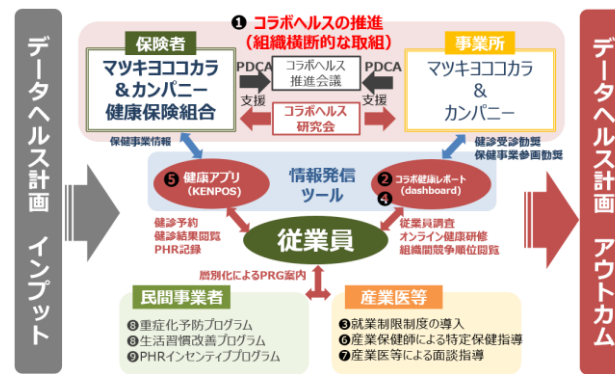 ❶ コラボヘルスの推進
（組織横断的な取組）
保険者
事業所
マツキヨココカラ
＆カンパニー
健康保険組合
PDCA
コラボヘルス
推進会議
PDCA
支援
コラボヘルス
研究会
支援
マツキヨココカラ
＆
カンパニー
保健事業情報
健診受診勧奨
保健事業参画勧奨
❺ 健康アプリ
(KENPOS)
情報発信
ツール
❷ コラボ健康レポート
❹ (dashboard)
健診予約
健診結果閲覧
PHR記録
従業員
従業員調査
オンライン健康研修
組織間競争順位閲覧
層別化によるPRG案内
民間事業者
❽重症化予防プログラム
❽生活習慣改善プログラム
❾PHRインセンティブプログラム
産業医等
❸就業制限制度の導入
❻産業保健師による特定保健指導
❼産業医等による面談指導
データヘルス計画 インプット
データヘルス計画 アウトカム